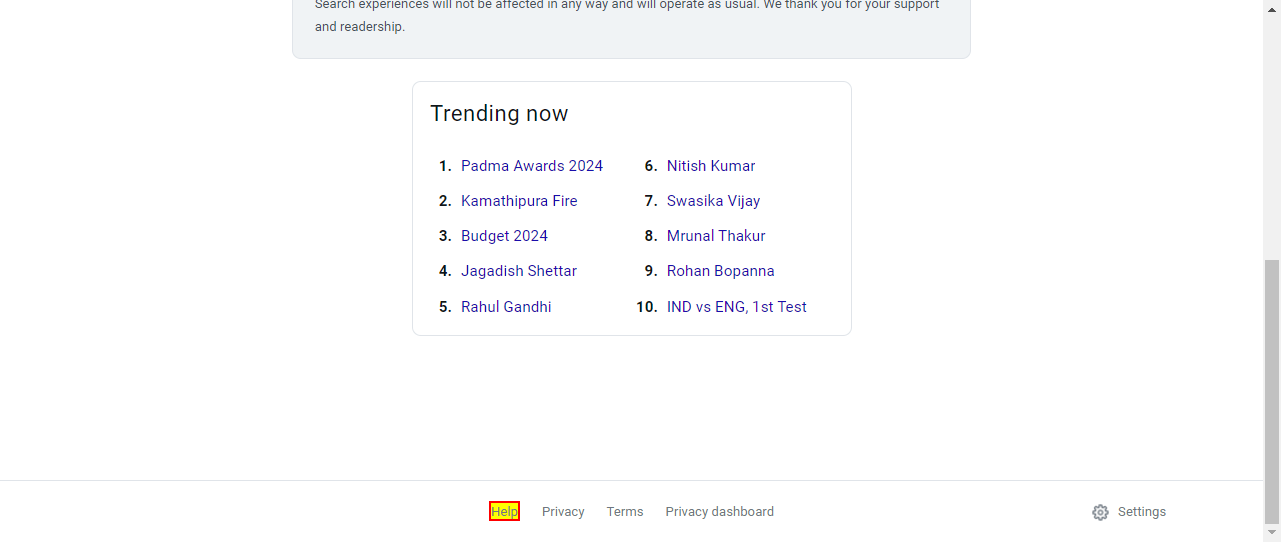 Search experiences will not be affected in any way and will operate as usual. We thank you for your support
and readership.
Trending now
1. Padma Awards 2024
2. Kamathipura Fire
3. Budget 2024
4. Jagadish Shettar
5. Rahul Gandhi
6. Nitish Kumar
7. Swasika Vijay
8. Mrunal Thakur
9. Rohan Bopanna
10. IND vs ENG, 1st Test
Help Privacy Terms Privacy dashboard Settings